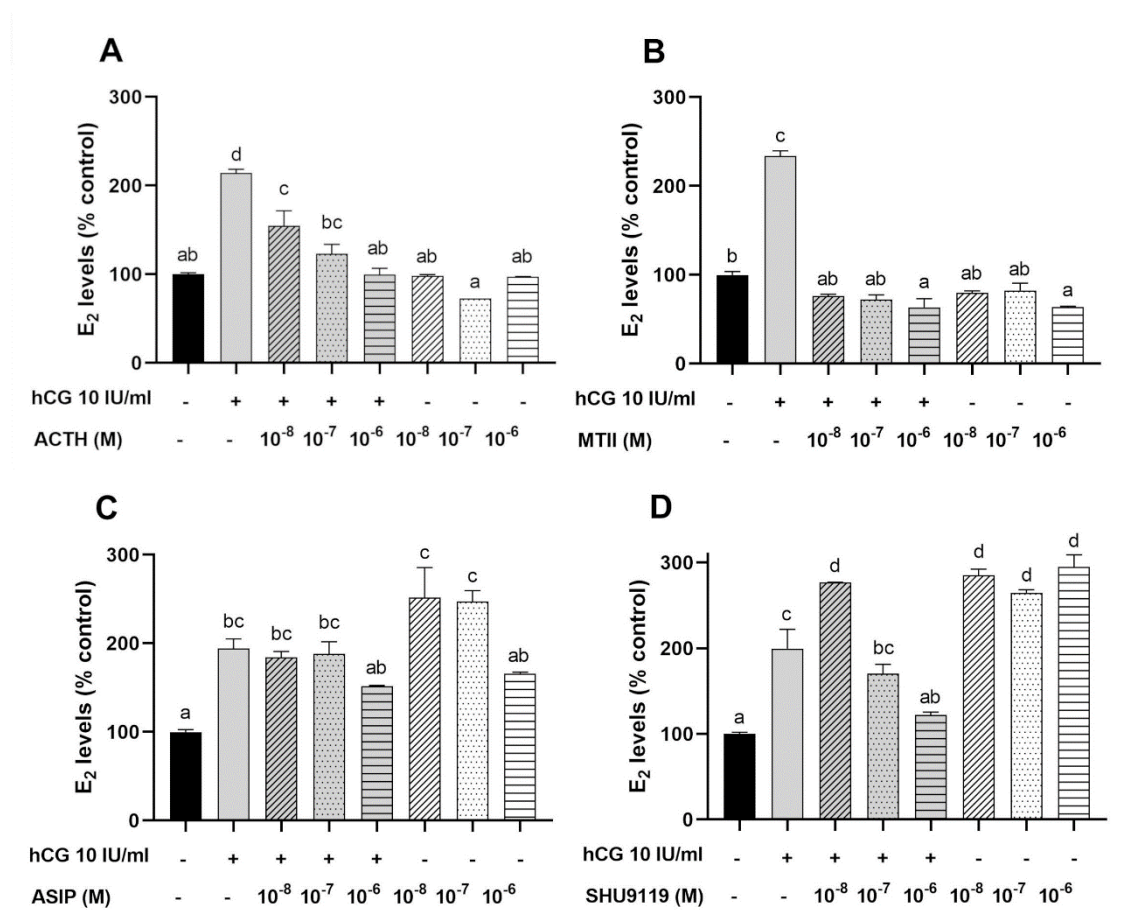 A
B
300
200
100
0
E₂ levels (% control)
ab
d
c
bc
ab
ab
a
ab
hCG 10 IU/ml - + + + + - - -
ACTH (M) - - 10⁻⁸ 10⁻⁷ 10⁻⁶ 10⁻⁸ 10⁻⁷ 10⁻⁶
300
200
100
0
E₂ levels (% control)
b
c
ab
ab
a
ab
ab
a
hCG 10 IU/ml - + + + + - - -
MTII (M) - - 10⁻⁸ 10⁻⁷ 10⁻⁶ 10⁻⁸ 10⁻⁷ 10⁻⁶
C
D
300
200
100
0
E₂ levels (% control)
a
bc
bc
bc
ab
c
c
ab
hCG 10 IU/ml - + + + + - - -
ASIP (M) - - 10⁻⁸ 10⁻⁷ 10⁻⁶ 10⁻⁸ 10⁻⁷ 10⁻⁶
300
200
100
0
E₂ levels (% control)
a
c
d
bc
ab
d
d
d
hCG 10 IU/ml - + + + + - - -
SHU9119 (M) - - 10⁻⁸ 10⁻⁷ 10⁻⁶ 10⁻⁸ 10⁻⁷ 10⁻⁶